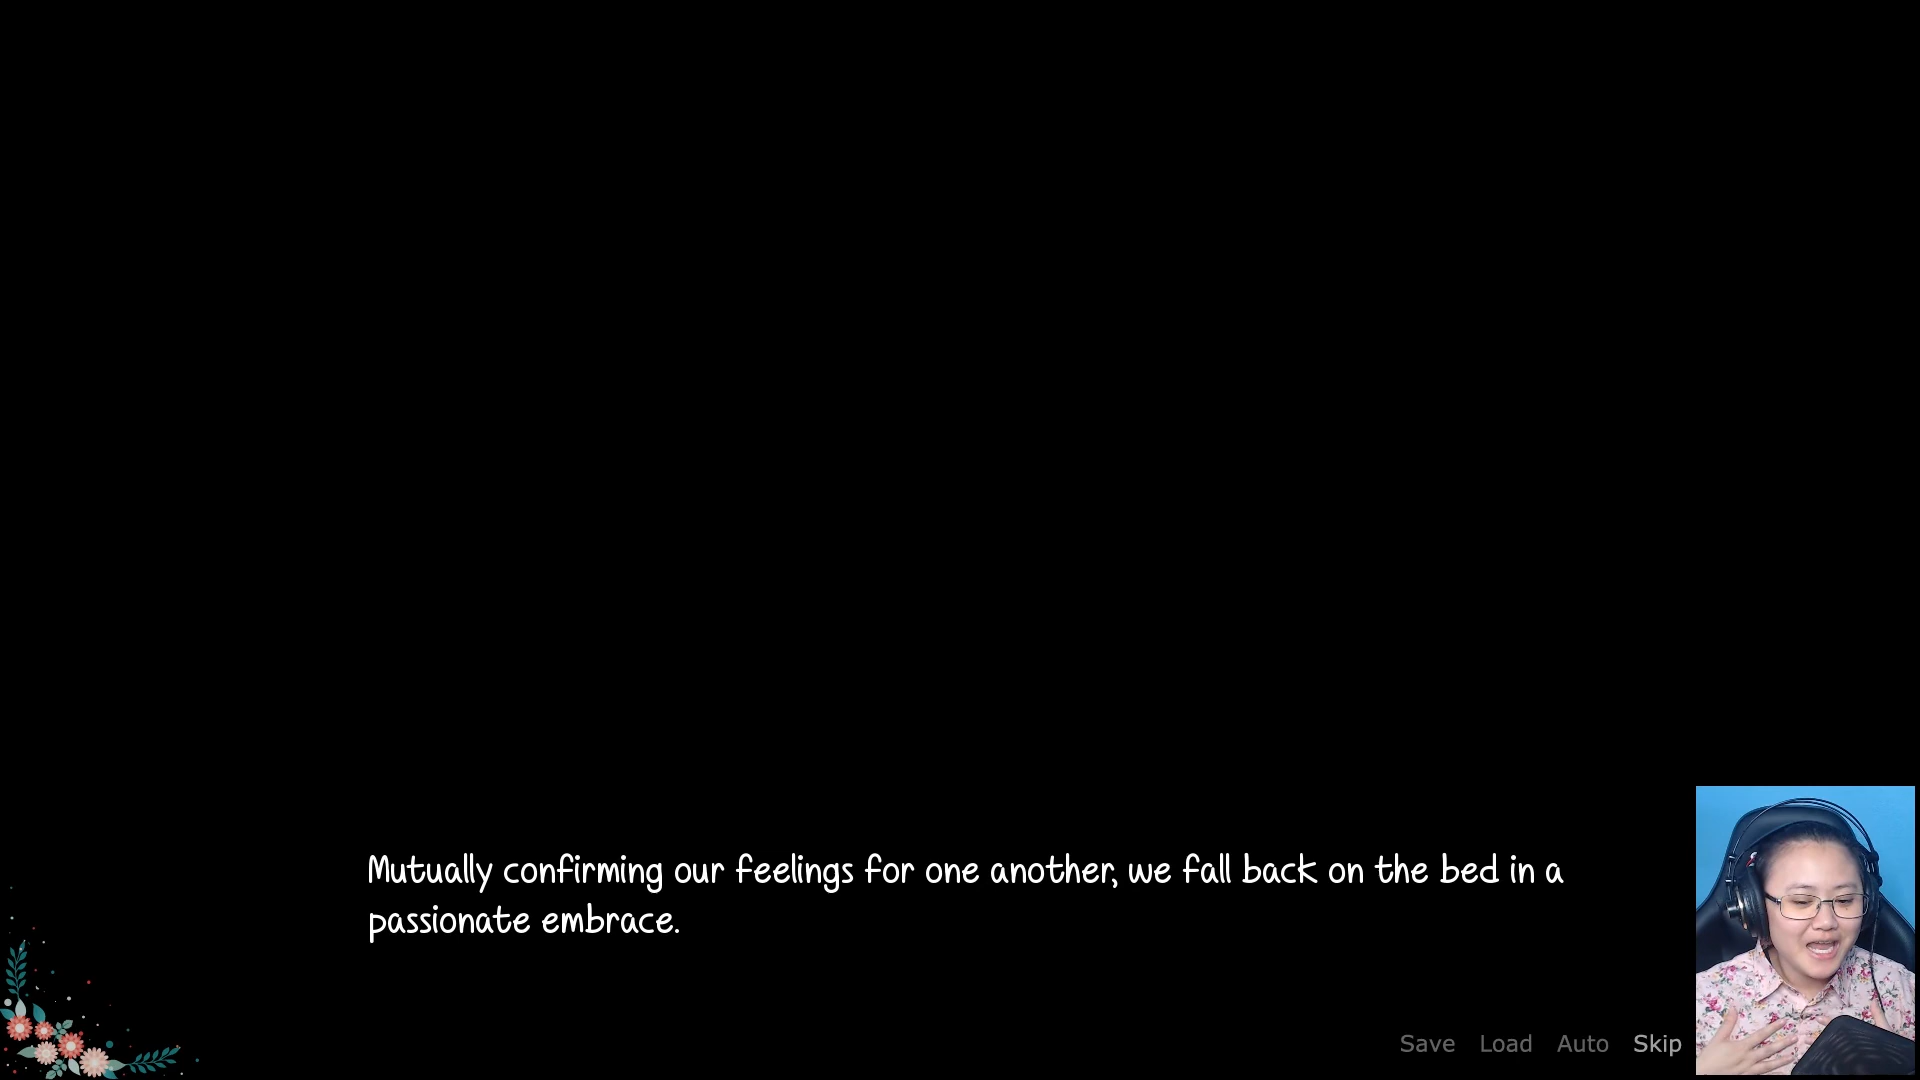 Mutually confirming our feelings for one another, we fall back on the bed in a
passionate embrace.
Save Load Auto Skip